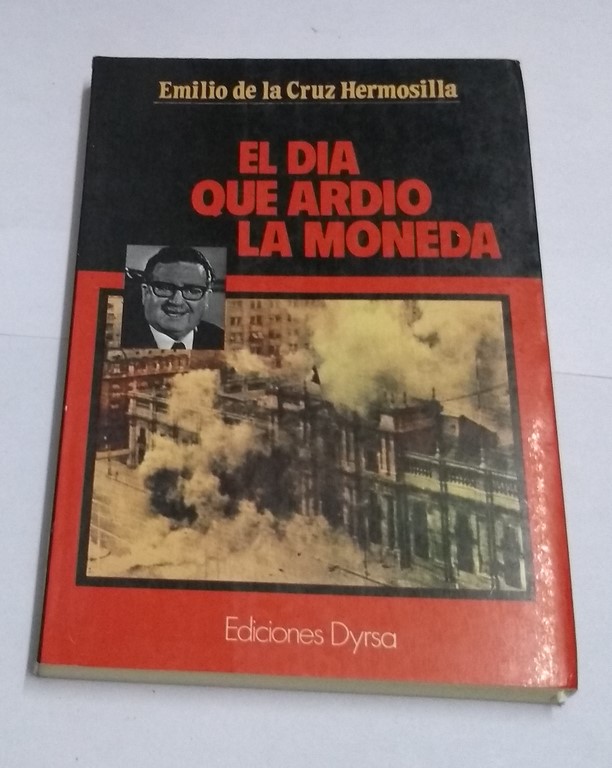 Emilio de la Cruz Hermosilla
EL DIA
QUE ARDIO
LA MONEDA
Ediciones Dyrsa